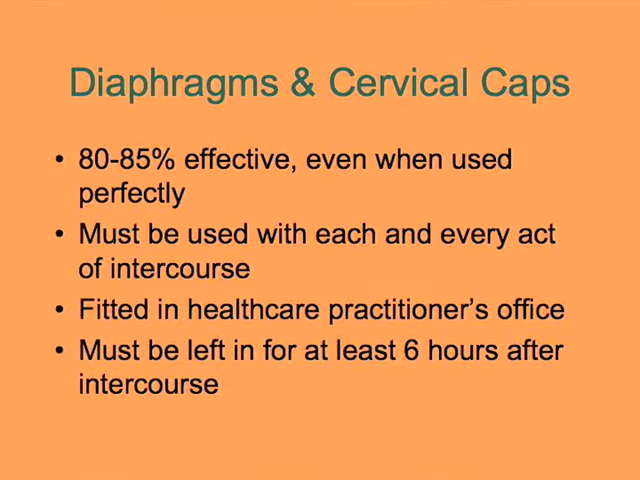 Diaphragms & Cervical Caps
• 80-85% effective, even when used
perfectly
• Must be used with each and every act
of intercourse
• Fitted in healthcare practitioner's office
• Must be left in for at least 6 hours after
intercourse